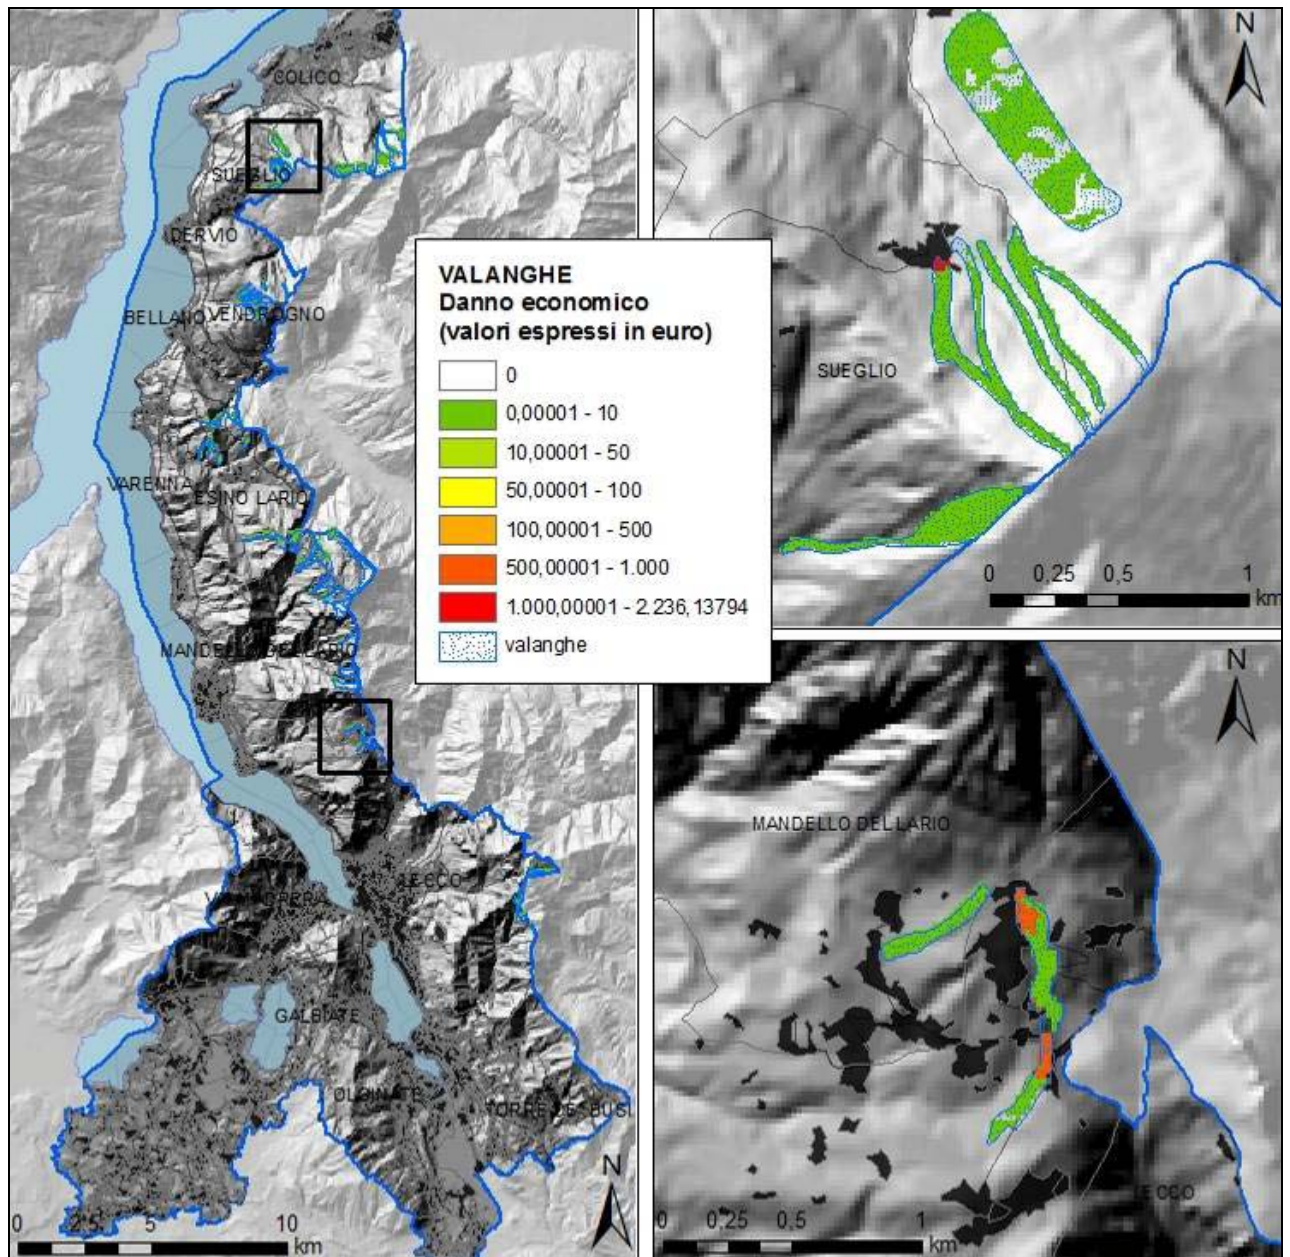 COLICO
SUEGLIO
DERVIO
BELLANO
VENDROGNO
VARENNA
ESINO LARIO
MANDELLO DEL LARIO
LECCO
GALBIATE
OLGINATE
TORRE DE' BUSI
N
0 2,5 5 10
km
VALANGHE
Danno economico
(valori espressi in euro)
0
0,00001 - 10
10,00001 - 50
50,00001 - 100
100,00001 - 500
500,00001 - 1.000
1.000,00001 - 2.236,13794
valanghe
N
SUEGLIO
0 0,25 0,5 1
km
N
MANDELLO DEL LARIO
LECCO
0 0,25 0,5 1
km